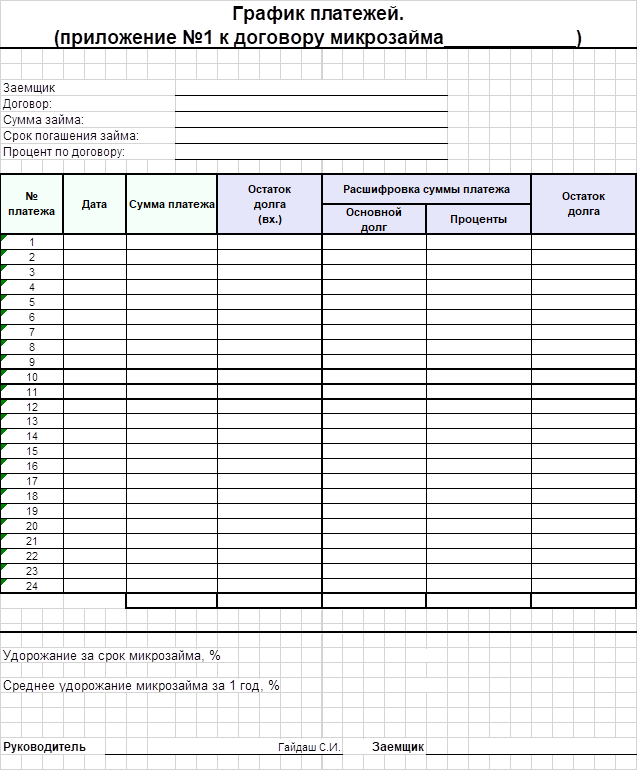 График платежей.
(приложение №1 к договору микрозайма____________)
Заемщик
Договор:
Сумма займа:
Срок погашения займа:
Процент по договору:
№ платежа Дата Сумма платежа Остаток долга (вх.) Расшифровка суммы платежа Остаток долга
Основной долг Проценты
1
2
3
4
5
6
7
8
9
10
11
12
13
14
15
16
17
18
19
20
21
22
23
24
Удорожание за срок микрозайма, %
Среднее удорожание микрозайма за 1 год, %
Руководитель Гайдаш С.И. Заемщик